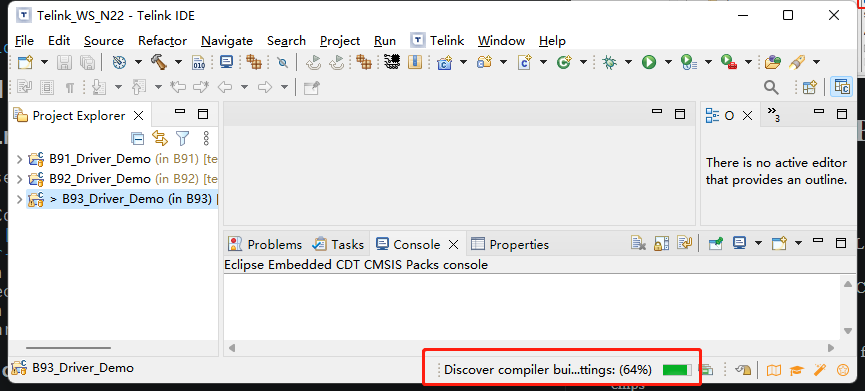 Telink_WS_N22 - Telink IDE
File Edit Source Refactor Navigate Search Project Run Telink Window Help
010
Project Explorer
O
3
B91_Driver_Demo (in B91) [te
B92_Driver_Demo (in B92) [te
> B93_Driver_Demo (in B93) [
There is no active editor
that provides an outline.
Problems Tasks Console Properties
Eclipse Embedded CDT CMSIS Packs console
B93_Driver_Demo
Discover compiler bui...ttings: (64%)